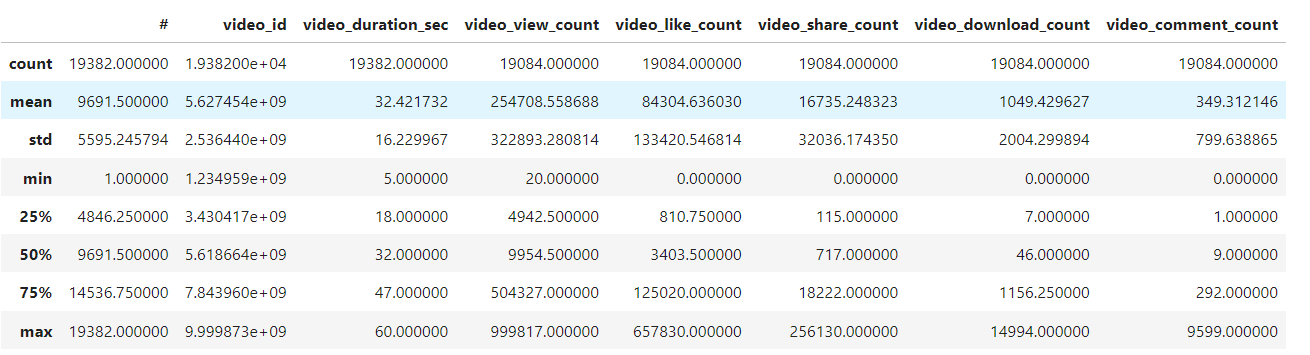 # video_id video_duration_sec video_view_count video_like_count video_share_count video_download_count video_comment_count
count 19382.000000 1.938200e+04 19382.000000 19084.000000 19084.000000 19084.000000 19084.000000 19084.000000
mean 9691.500000 5.627454e+09 32.421732 254708.558688 84304.636030 16735.248323 1049.429627 349.312146
std 5595.245794 2.536440e+09 16.229967 322893.280814 133420.546814 32036.174350 2004.299894 799.638865
min 1.000000 1.234959e+09 5.000000 20.000000 0.000000 0.000000 0.000000 0.000000
25% 4846.250000 3.430417e+09 18.000000 4942.500000 810.750000 115.000000 7.000000 1.000000
50% 9691.500000 5.618664e+09 32.000000 9954.500000 3403.500000 717.000000 46.000000 9.000000
75% 14536.750000 7.843960e+09 47.000000 504327.000000 125020.000000 18222.000000 1156.250000 292.000000
max 19382.000000 9.999873e+09 60.000000 999817.000000 657830.000000 256130.000000 14994.000000 9599.000000